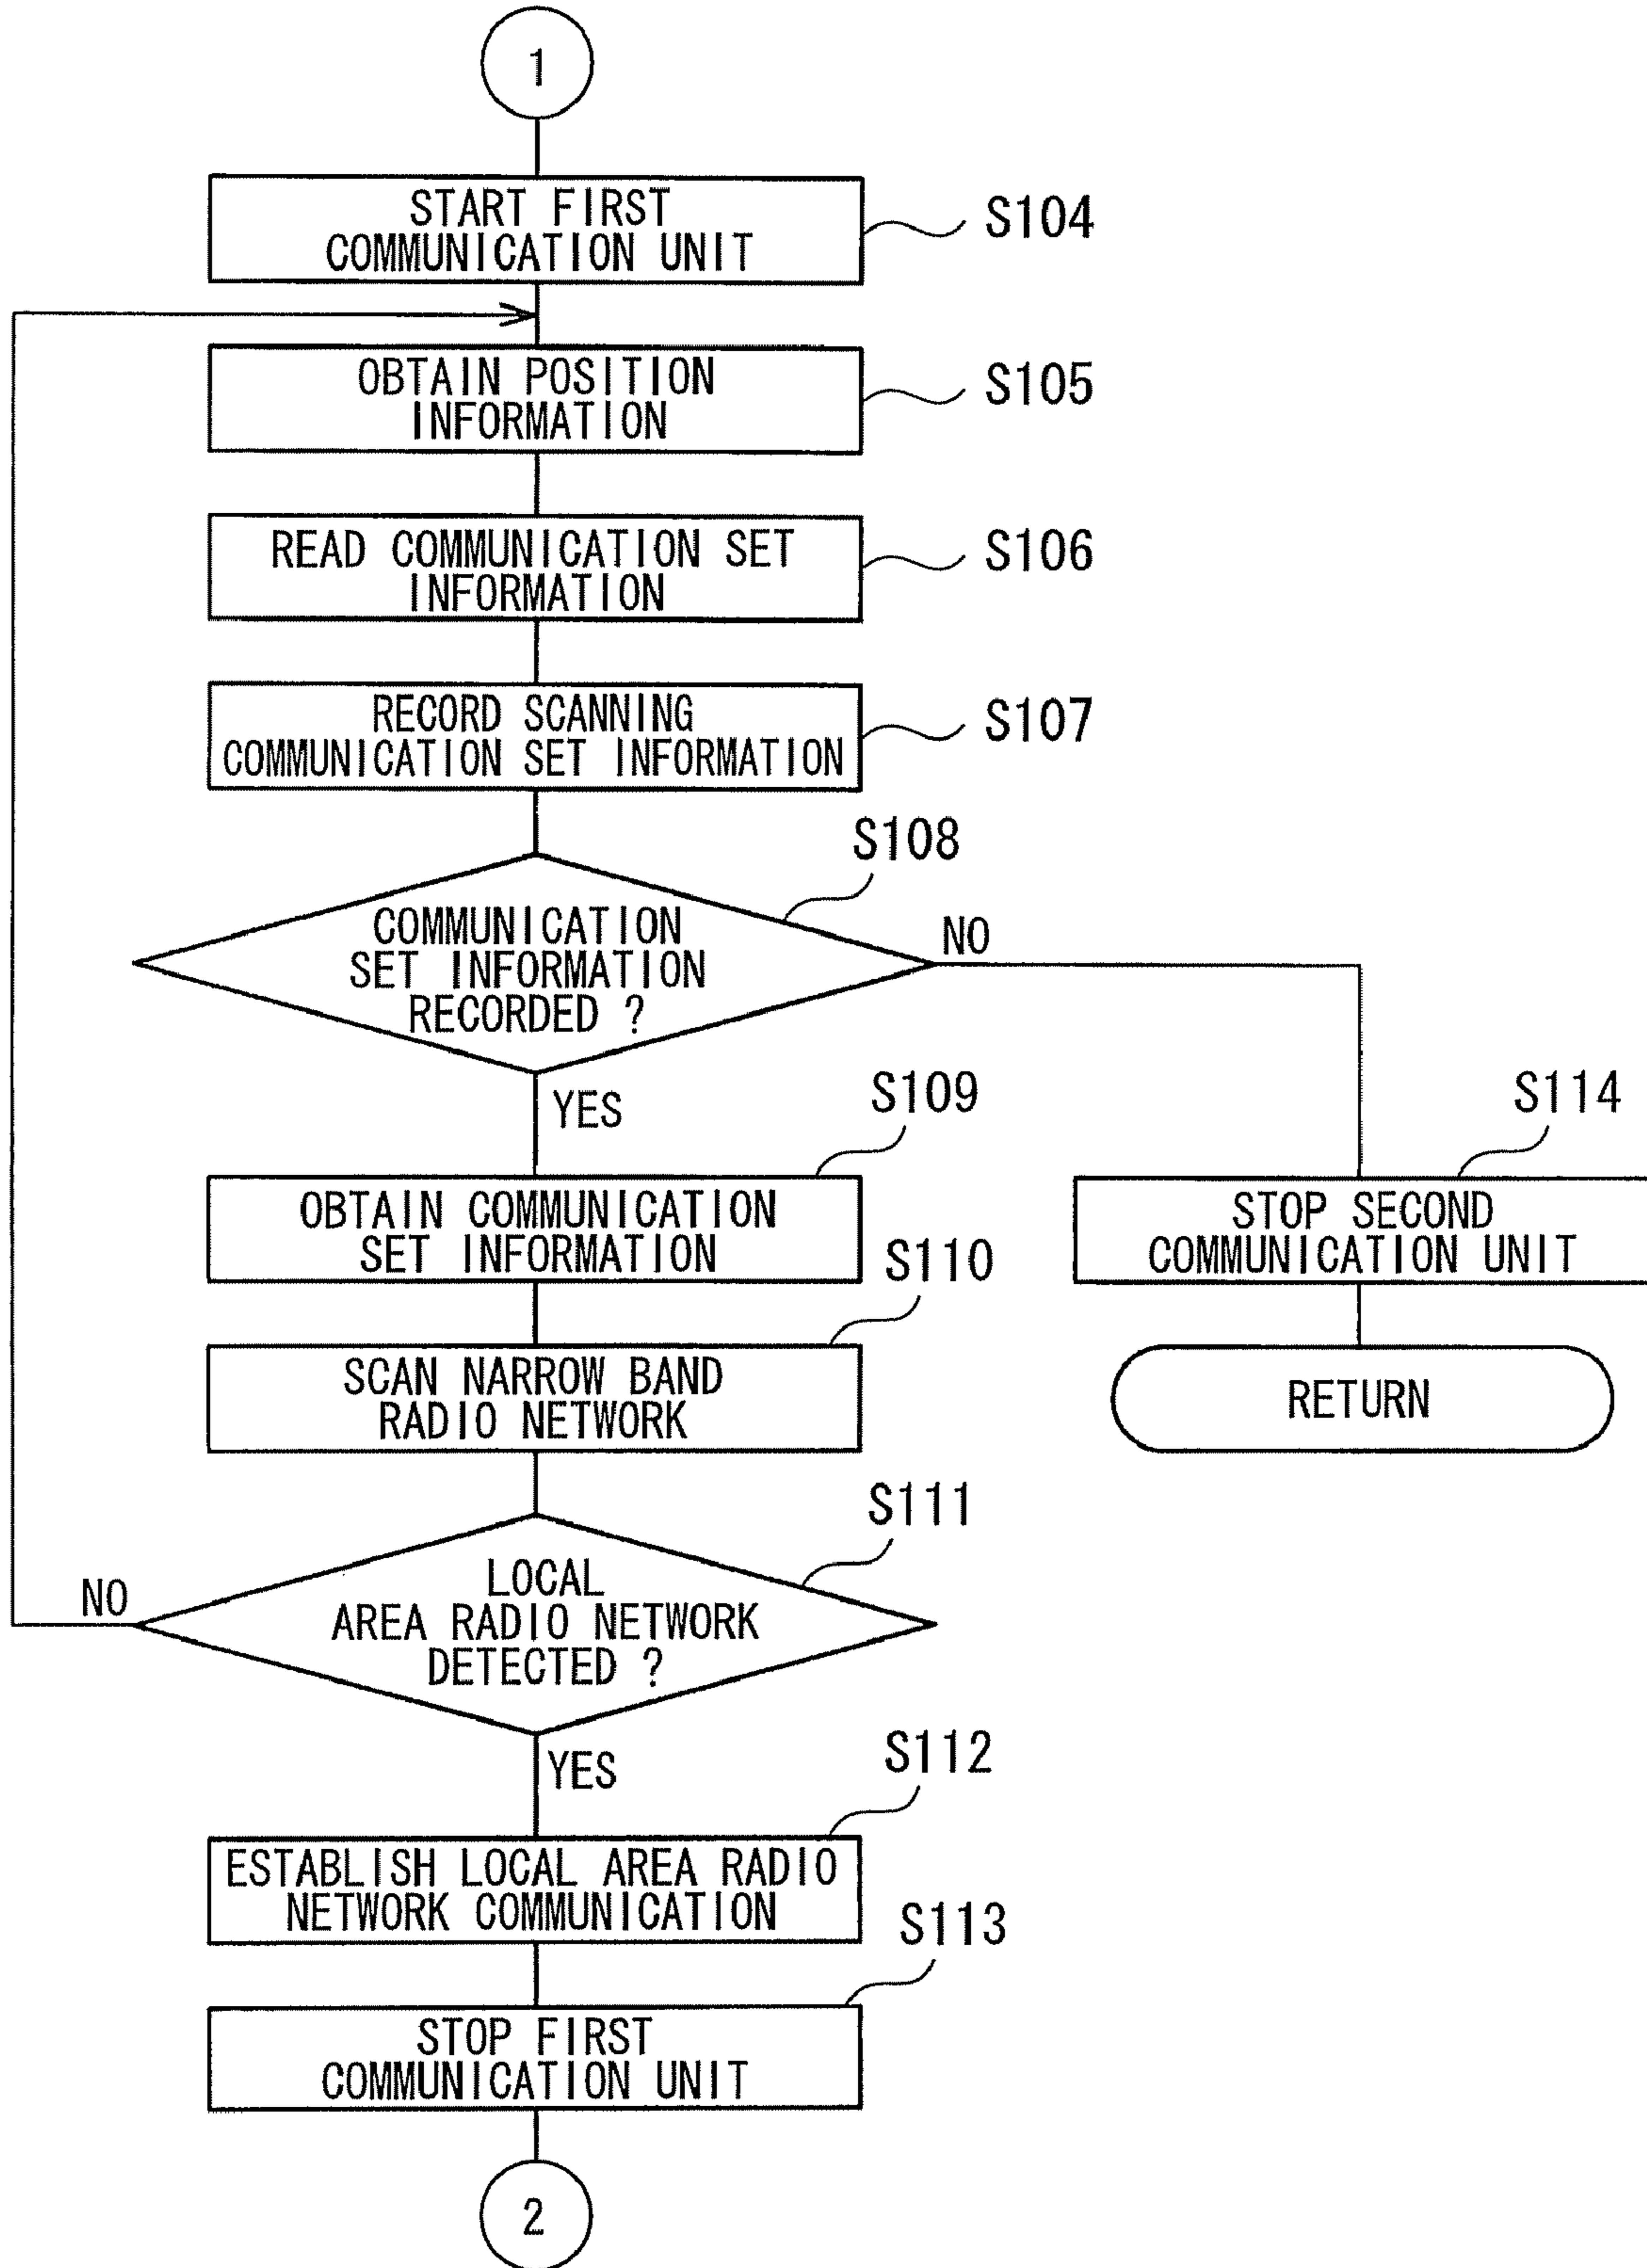 1
START FIRST
COMMUNICATION UNIT
S104
OBTAIN POSITION
INFORMATION
S105
READ COMMUNICATION SET
INFORMATION
S106
RECORD SCANNING
COMMUNICATION SET INFORMATION
S107
S108
COMMUNICATION
SET INFORMATION
RECORDED ?
NO
YES
S109
OBTAIN COMMUNICATION
SET INFORMATION
S114
STOP SECOND
COMMUNICATION UNIT
S110
SCAN NARROW BAND
RADIO NETWORK
RETURN
S111
LOCAL
AREA RADIO NETWORK
DETECTED ?
NO
YES
S112
ESTABLISH LOCAL AREA RADIO
NETWORK COMMUNICATION
S113
STOP FIRST
COMMUNICATION UNIT
2